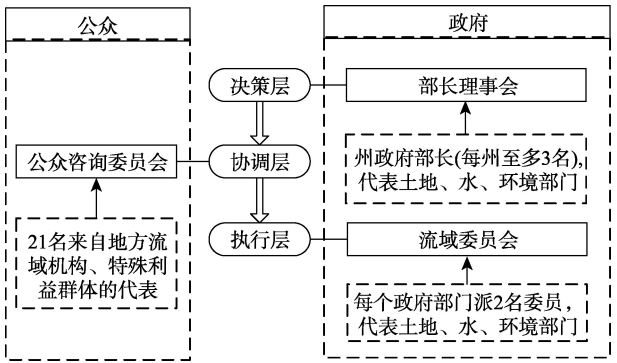 公众
政府
决策层
部长理事会
州政府部长(每州至多3名),
代表土地、水、环境部门
公众咨询委员会
协调层
21名来自地方流
域机构、特殊利
益群体的代表
执行层
流域委员会
每个政府部门派2名委员,
代表土地、水、环境部门